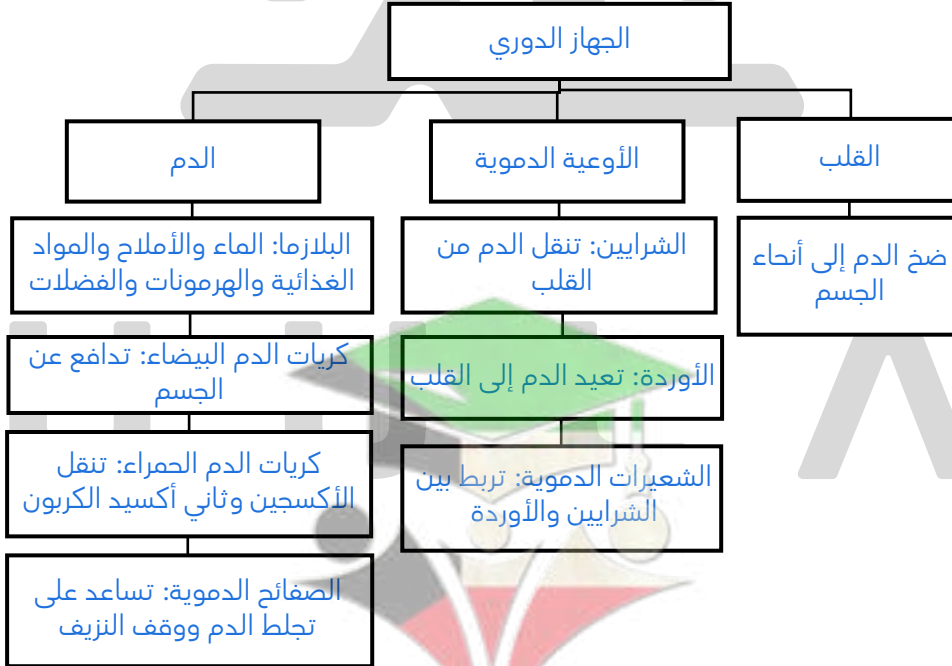 الجهاز الدوري
القلب
ضخ الدم إلى أنحاء
الجسم
الأوعية الدموية
الشرايين: تنقل الدم من
القلب
الأوردة: تعيد الدم إلى القلب
الشعيرات الدموية: تربط بين
الشرايين والأوردة
الدم
البلازما: الماء والأملاح والمواد
الغذائية والهرمونات والفضلات
كريات الدم البيضاء: تدافع عن
الجسم
كريات الدم الحمراء: تنقل
الأكسجين وثاني أكسيد الكربون
الصفائح الدموية: تساعد على
تجلط الدم ووقف النزيف